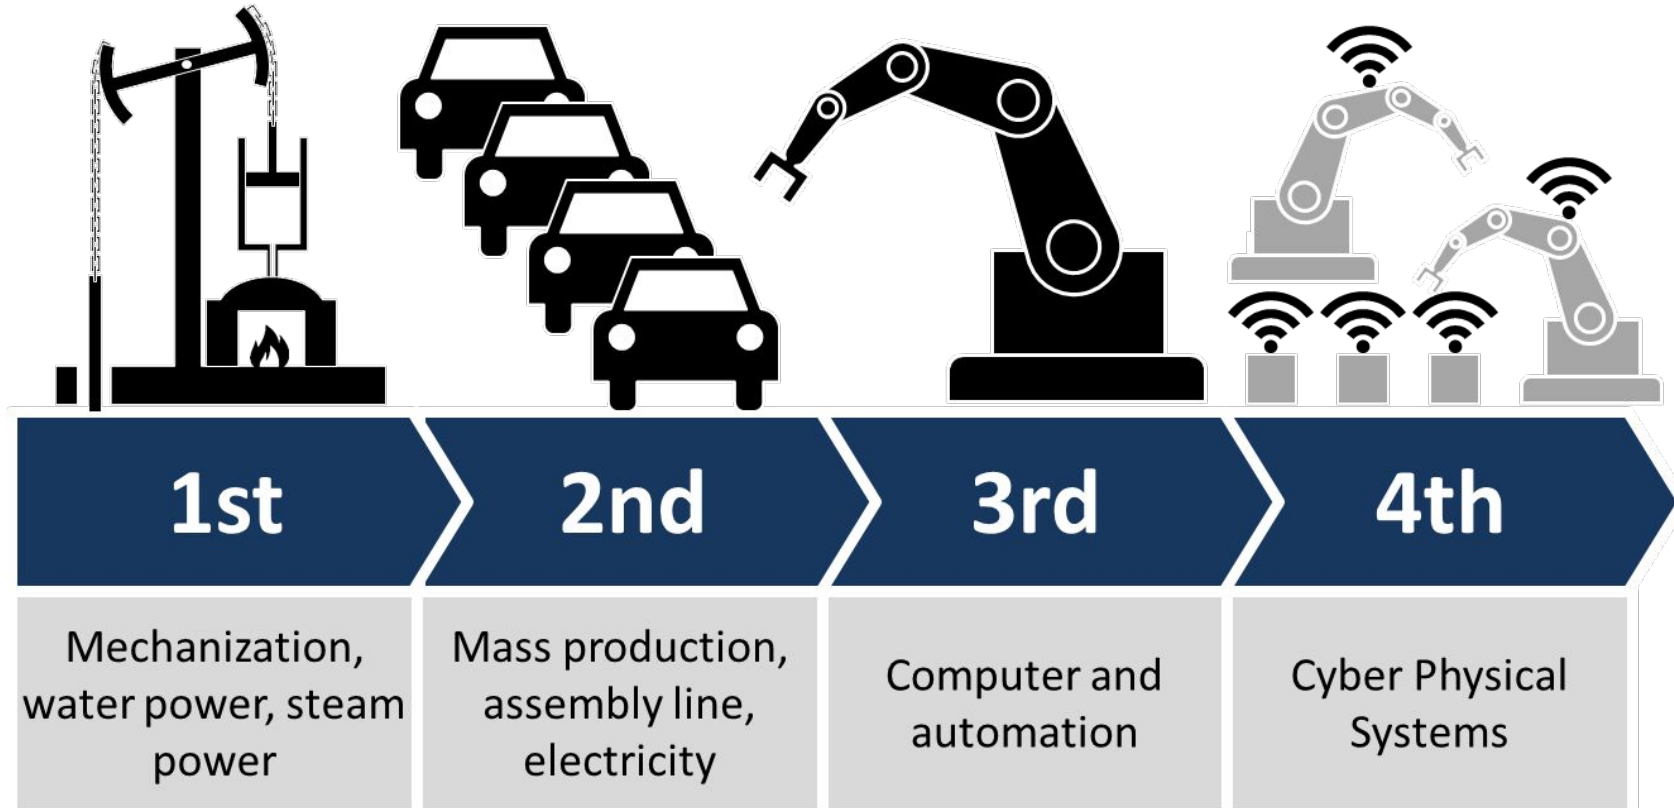 1st
2nd
3rd
4th
Mechanization,
water power, steam
power
Mass production,
assembly line,
electricity
Computer and
automation
Cyber Physical
Systems